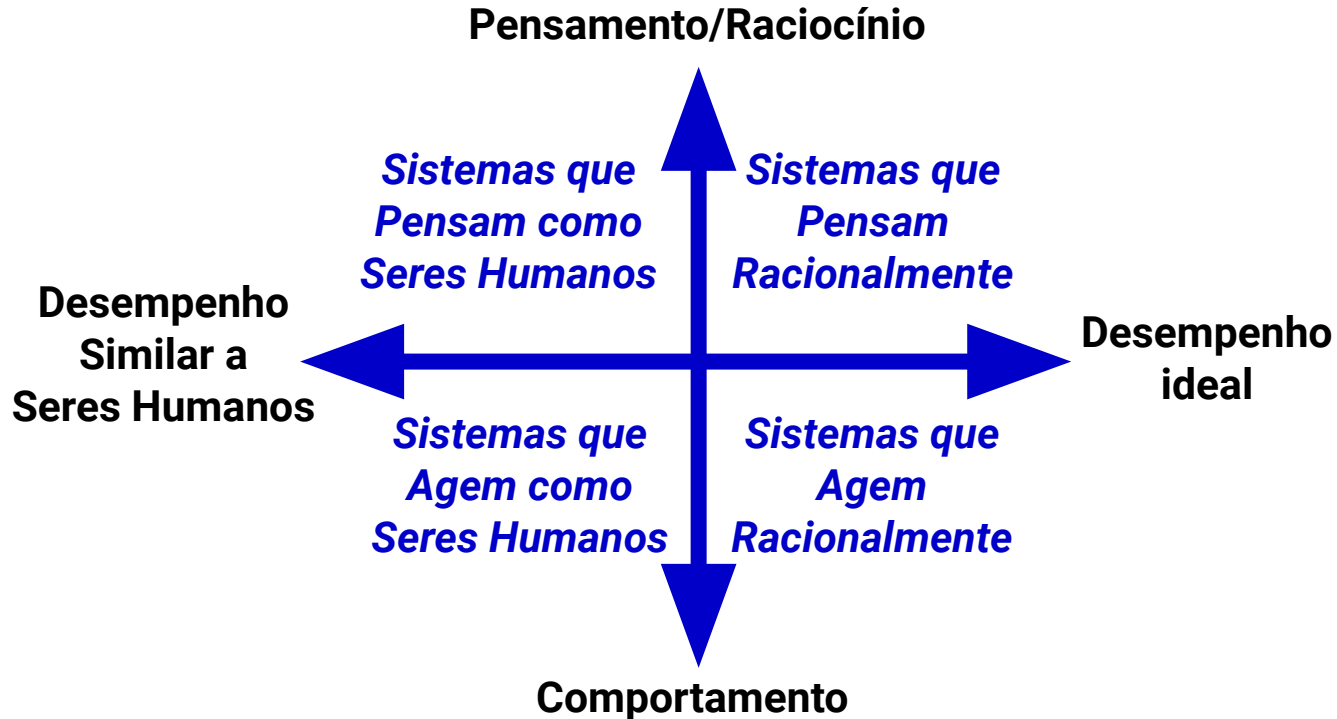 Pensamento/Raciocínio
Sistemas que
Pensam como
Seres Humanos
Sistemas que
Pensam
Racionalmente
Desempenho
Similar a
Seres Humanos
Desempenho
ideal
Sistemas que
Agem como
Seres Humanos
Sistemas que
Agem
Racionalmente
Comportamento